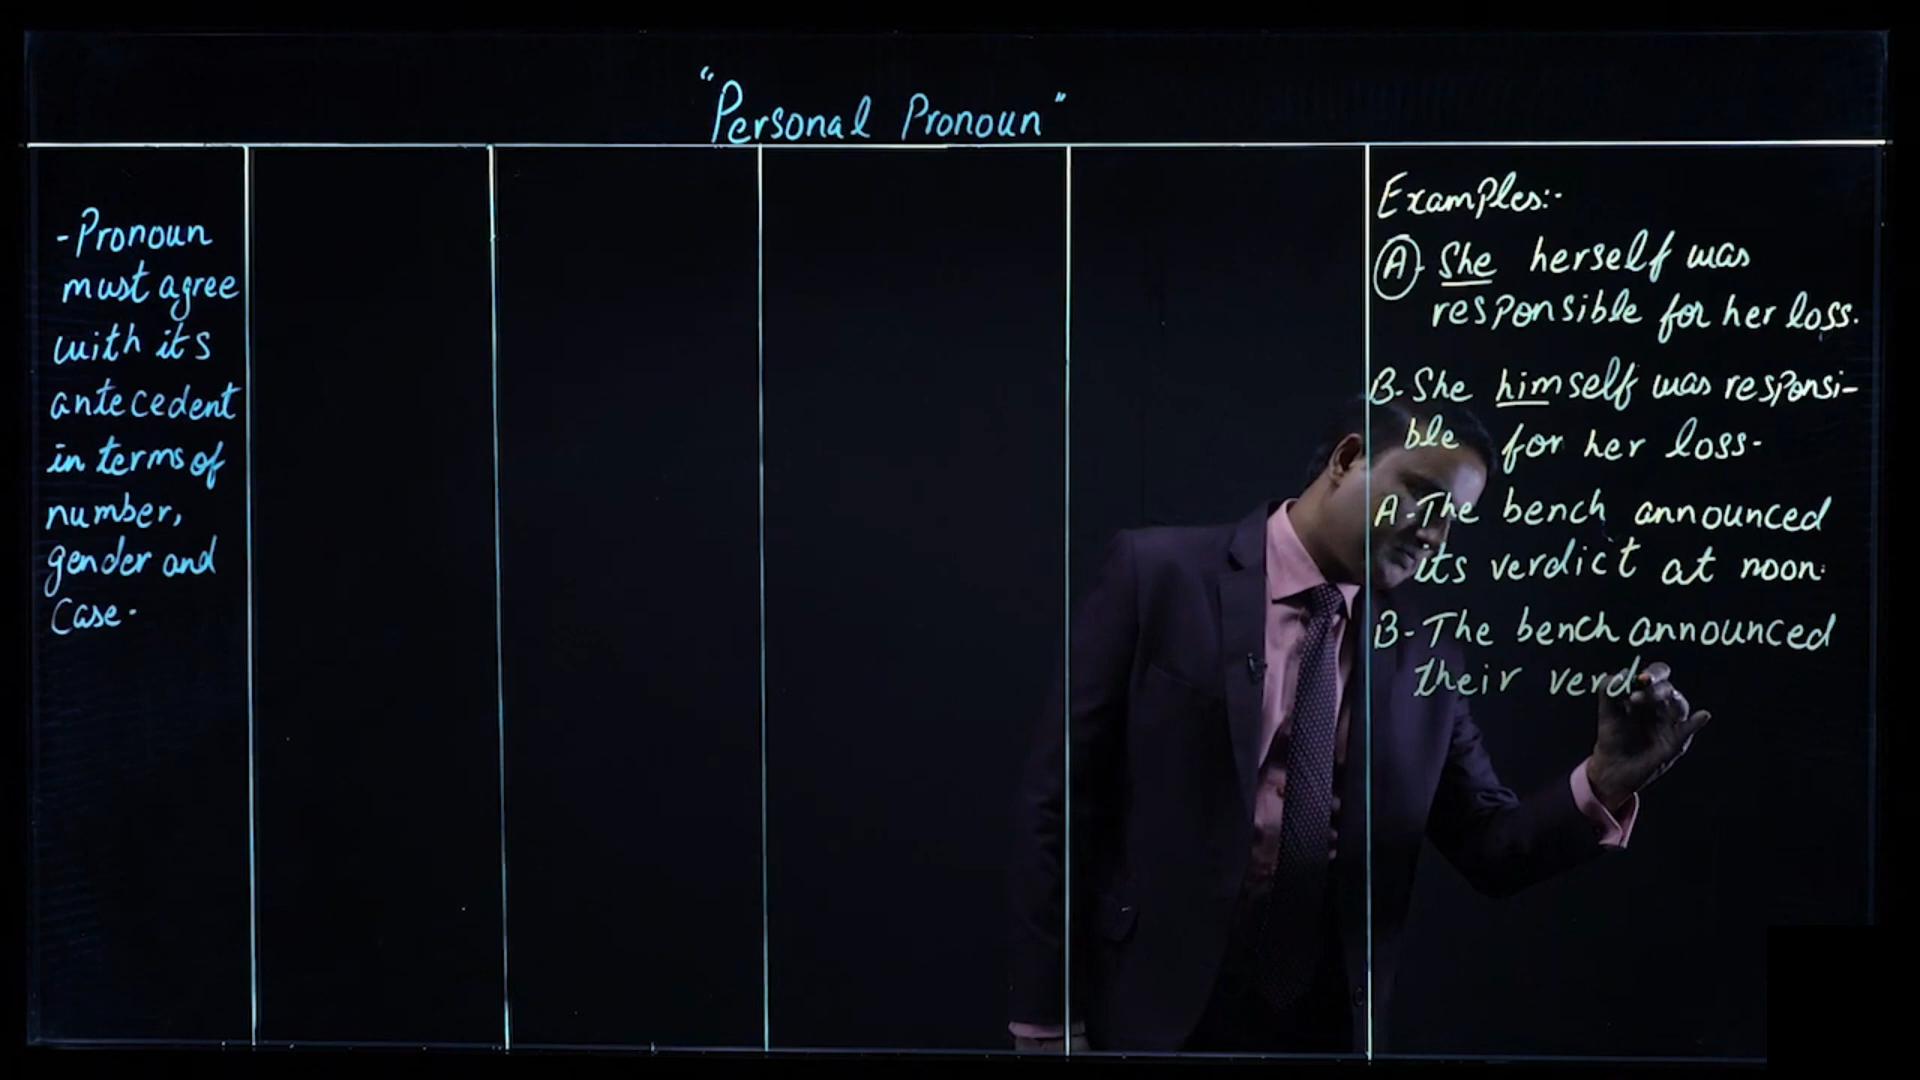 "Personal Pronoun"
-Pronoun
must agree
with its
antecedent
in terms of
number,
gender and
Case.
Examples:-
A- She herself was
responsible for her loss.
B- She himself was responsi-
ble for her loss-
A-The bench announced
its verdict at noon.
B-The bench announced
their verd